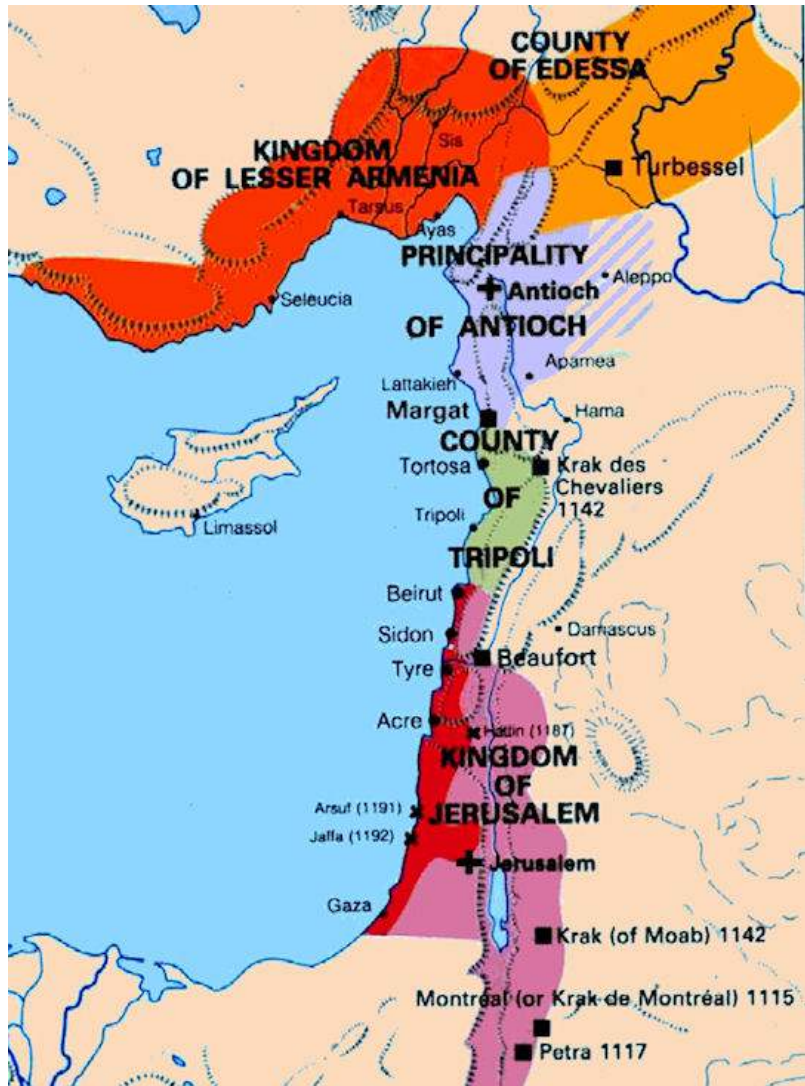 COUNTY
OF EDESSA
KINGDOM
OF LESSER ARMENIA
Sis
Turbessel
Tarsus
Ayas
PRINCIPALITY
Aleppo
Antioch
Seleucia
OF ANTIOCH
Apamea
Lattakieh
Margat
Hama
COUNTY
Tortosa
Krak des
Chevaliers
1142
OF
Limassol
Tripoli
TRIPOLI
Beirut
Sidon
Damascus
Beaufort
Tyre
Acre
Hattin (1187)
KINGDOM
OF
JERUSALEM
Arsuf (1191)
Jaffa (1192)
Jerusalem
Gaza
Krak (of Moab) 1142
Montréal (or Krak de Montréal) 1115
Petra 1117